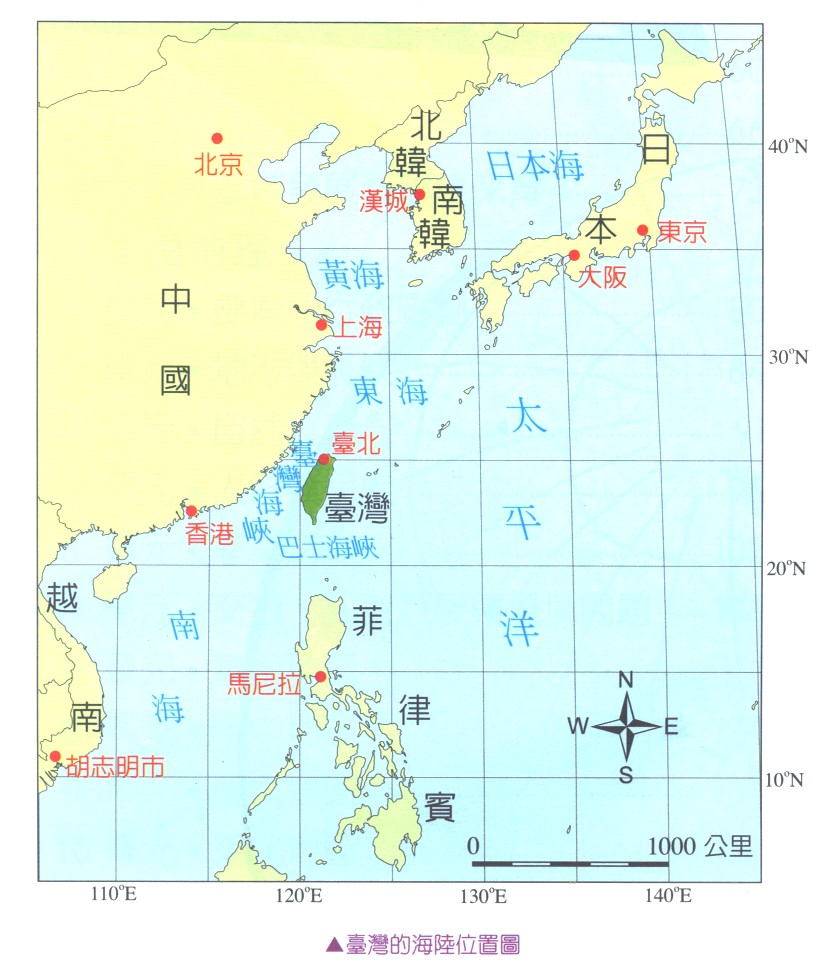 北韓
日本海
日本
40°N
北京
漢城
南韓
東京
大阪
黃海
中國
上海
30°N
東海
太平洋
臺北
臺灣海峽
臺灣
香港
巴士海峽
20°N
越南
南海
菲律賓
馬尼拉
N
W
E
S
胡志明市
10°N
0
1000 公里
110°E
120°E
130°E
140°E
▲臺灣的海陸位置圖